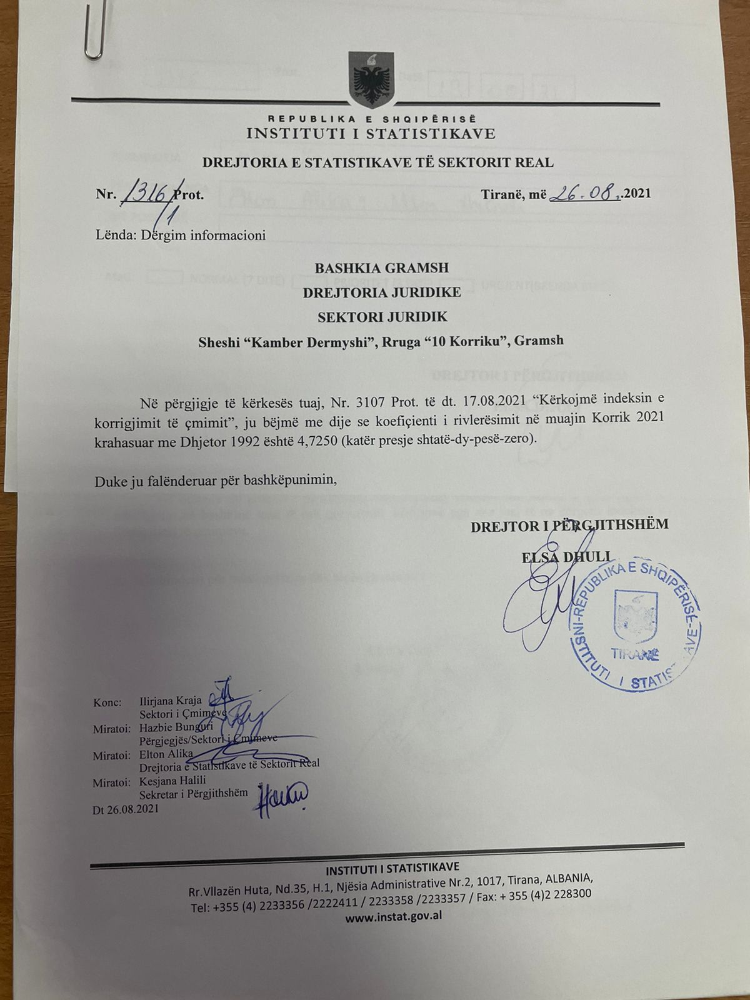 REPUBLIKA E SHQIPËRISË
INSTITUTI I STATISTIKAVE
DREJTORIA E STATISTIKAVE TË SEKTORIT REAL
Nr. 1316/1 Prot.
Tiranë, më 26.08..2021
Lënda: Dërgim informacioni
BASHKIA GRAMSH
DREJTORIA JURIDIKE
SEKTORI JURIDIK
Sheshi “Kamber Dermyshi”, Rruga “10 Korriku”, Gramsh
Në përgjigje të kërkesës tuaj, Nr. 3107 Prot. të dt. 17.08.2021 “Kërkojmë indeksin e
korrigjimit të çmimit”, ju bëjmë me dije se koefiçienti i rivlerësimit në muajin Korrik 2021
krahasuar me Dhjetor 1992 është 4,7250 (katër presje shtatë-dy-pesë-zero).
Duke ju falënderuar për bashkëpunimin,
DREJTOR I PËRGJITHSHËM
ELSA DHULI
REPUBLIKA E SHQIPËRISË
INSTITUTI I STATIS AVE
TIRANË
Konc: Ilirjana Kraja
Sektori i Çmimeve
Miratoi: Hazbie Bunguri
Përgjegjës/Sektori i Çmimeve
Miratoi: Elton Alika
Drejtoria e Statistikave të Sektorit Real
Miratoi: Kesjana Halili
Sekretar i Përgjithshëm
Dt 26.08.2021
INSTITUTI I STATISTIKAVE
Rr.Vllazën Huta, Nd.35, H.1, Njësia Administrative Nr.2, 1017, Tirana, ALBANIA,
Tel: +355 (4) 2233356 /2222411 / 2233358 /2233357 / Fax: + 355 (4)2 228300
www.instat.gov.al